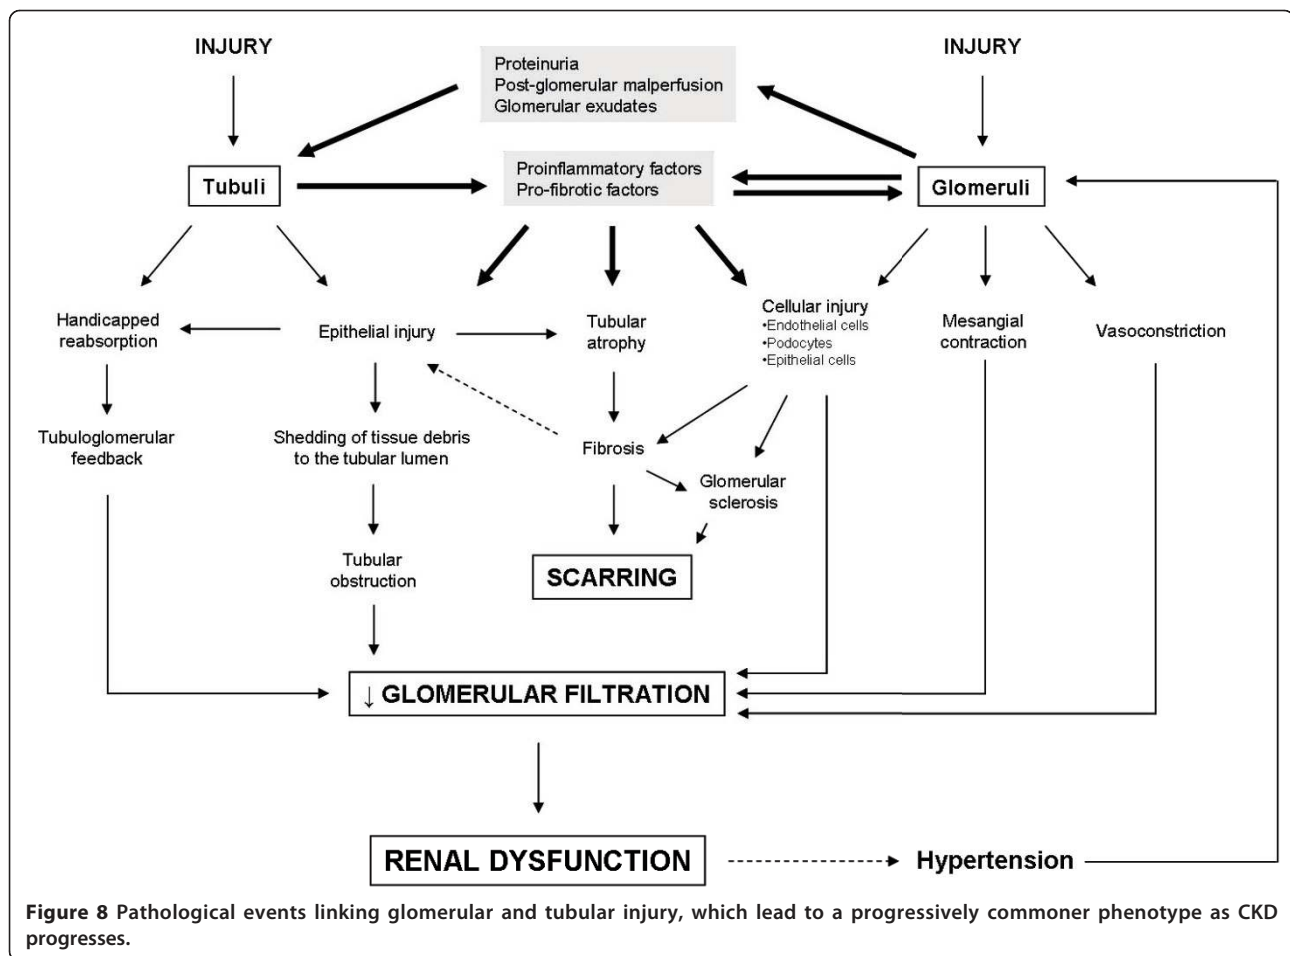 INJURY
INJURY
Proteinuria
Post-glomerular malperfusion
Glomerular exudates
Tubuli
Proinflammatory factors
Pro-fibrotic factors
Glomeruli
Handicapped
reabsorption
Epithelial injury
Tubular
atrophy
Cellular injury
•Endothelial cells
•Podocytes
•Epithelial cells
Mesangial
contraction
Vasoconstriction
Tubuloglomerular
feedback
Shedding of tissue debris
to the tubular lumen
Fibrosis
Glomerular
sclerosis
Tubular
obstruction
SCARRING
↓ GLOMERULAR FILTRATION
RENAL DYSFUNCTION
Hypertension
Figure 8 Pathological events linking glomerular and tubular injury, which lead to a progressively commoner phenotype as CKD
progresses.